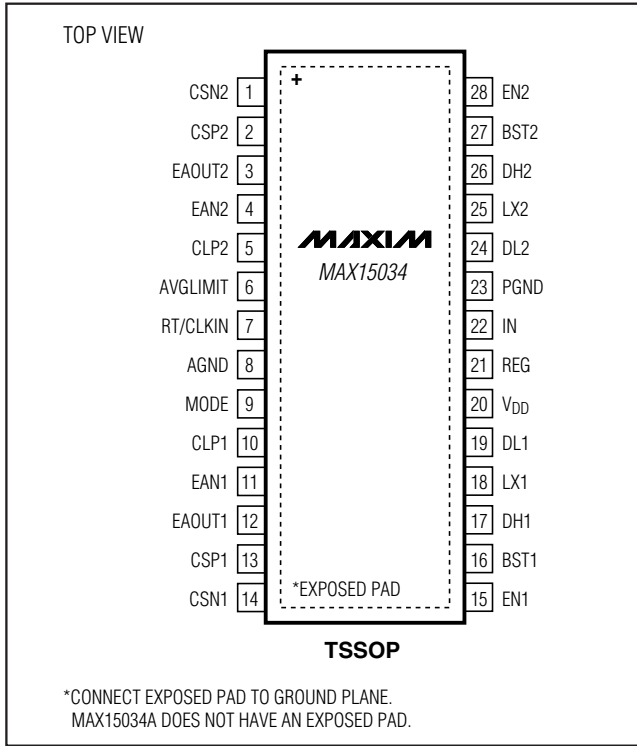 TOP VIEW
+
CSN2 1 28 EN2
CSP2 2 27 BST2
EAOUT2 3 26 DH2
EAN2 4 25 LX2
CLP2 5 24 DL2
MAXIM
MAX15034
AVGLIMIT 6 23 PGND
RT/CLKIN 7 22 IN
AGND 8 21 REG
MODE 9 20 VDD
CLP1 10 19 DL1
EAN1 11 18 LX1
EAOUT1 12 17 DH1
CSP1 13 16 BST1
CSN1 14 *EXPOSED PAD 15 EN1
TSSOP
*CONNECT EXPOSED PAD TO GROUND PLANE.
MAX15034A DOES NOT HAVE AN EXPOSED PAD.